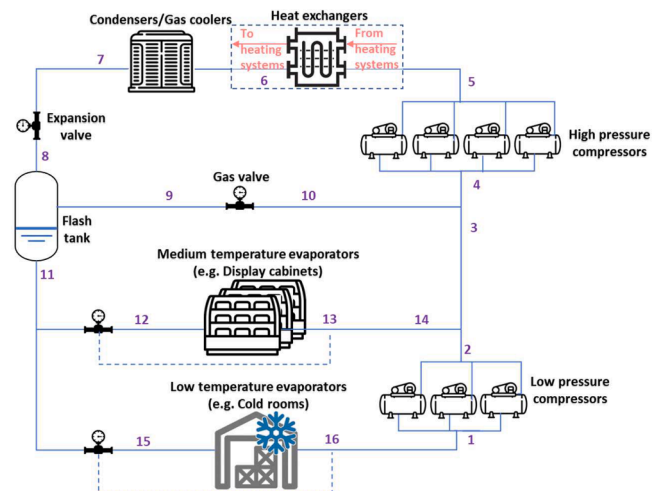 Condensers/Gas coolers
Heat exchangers
To
heating
systems
From
heating
systems
7
6
5
Expansion
valve
High pressure
compressors
8
Gas valve
4
9
10
Flash
tank
3
11
Medium temperature evaporators
(e.g. Display cabinets)
12
13
14
2
Low temperature evaporators
(e.g. Cold rooms)
Low pressure
compressors
15
16
1